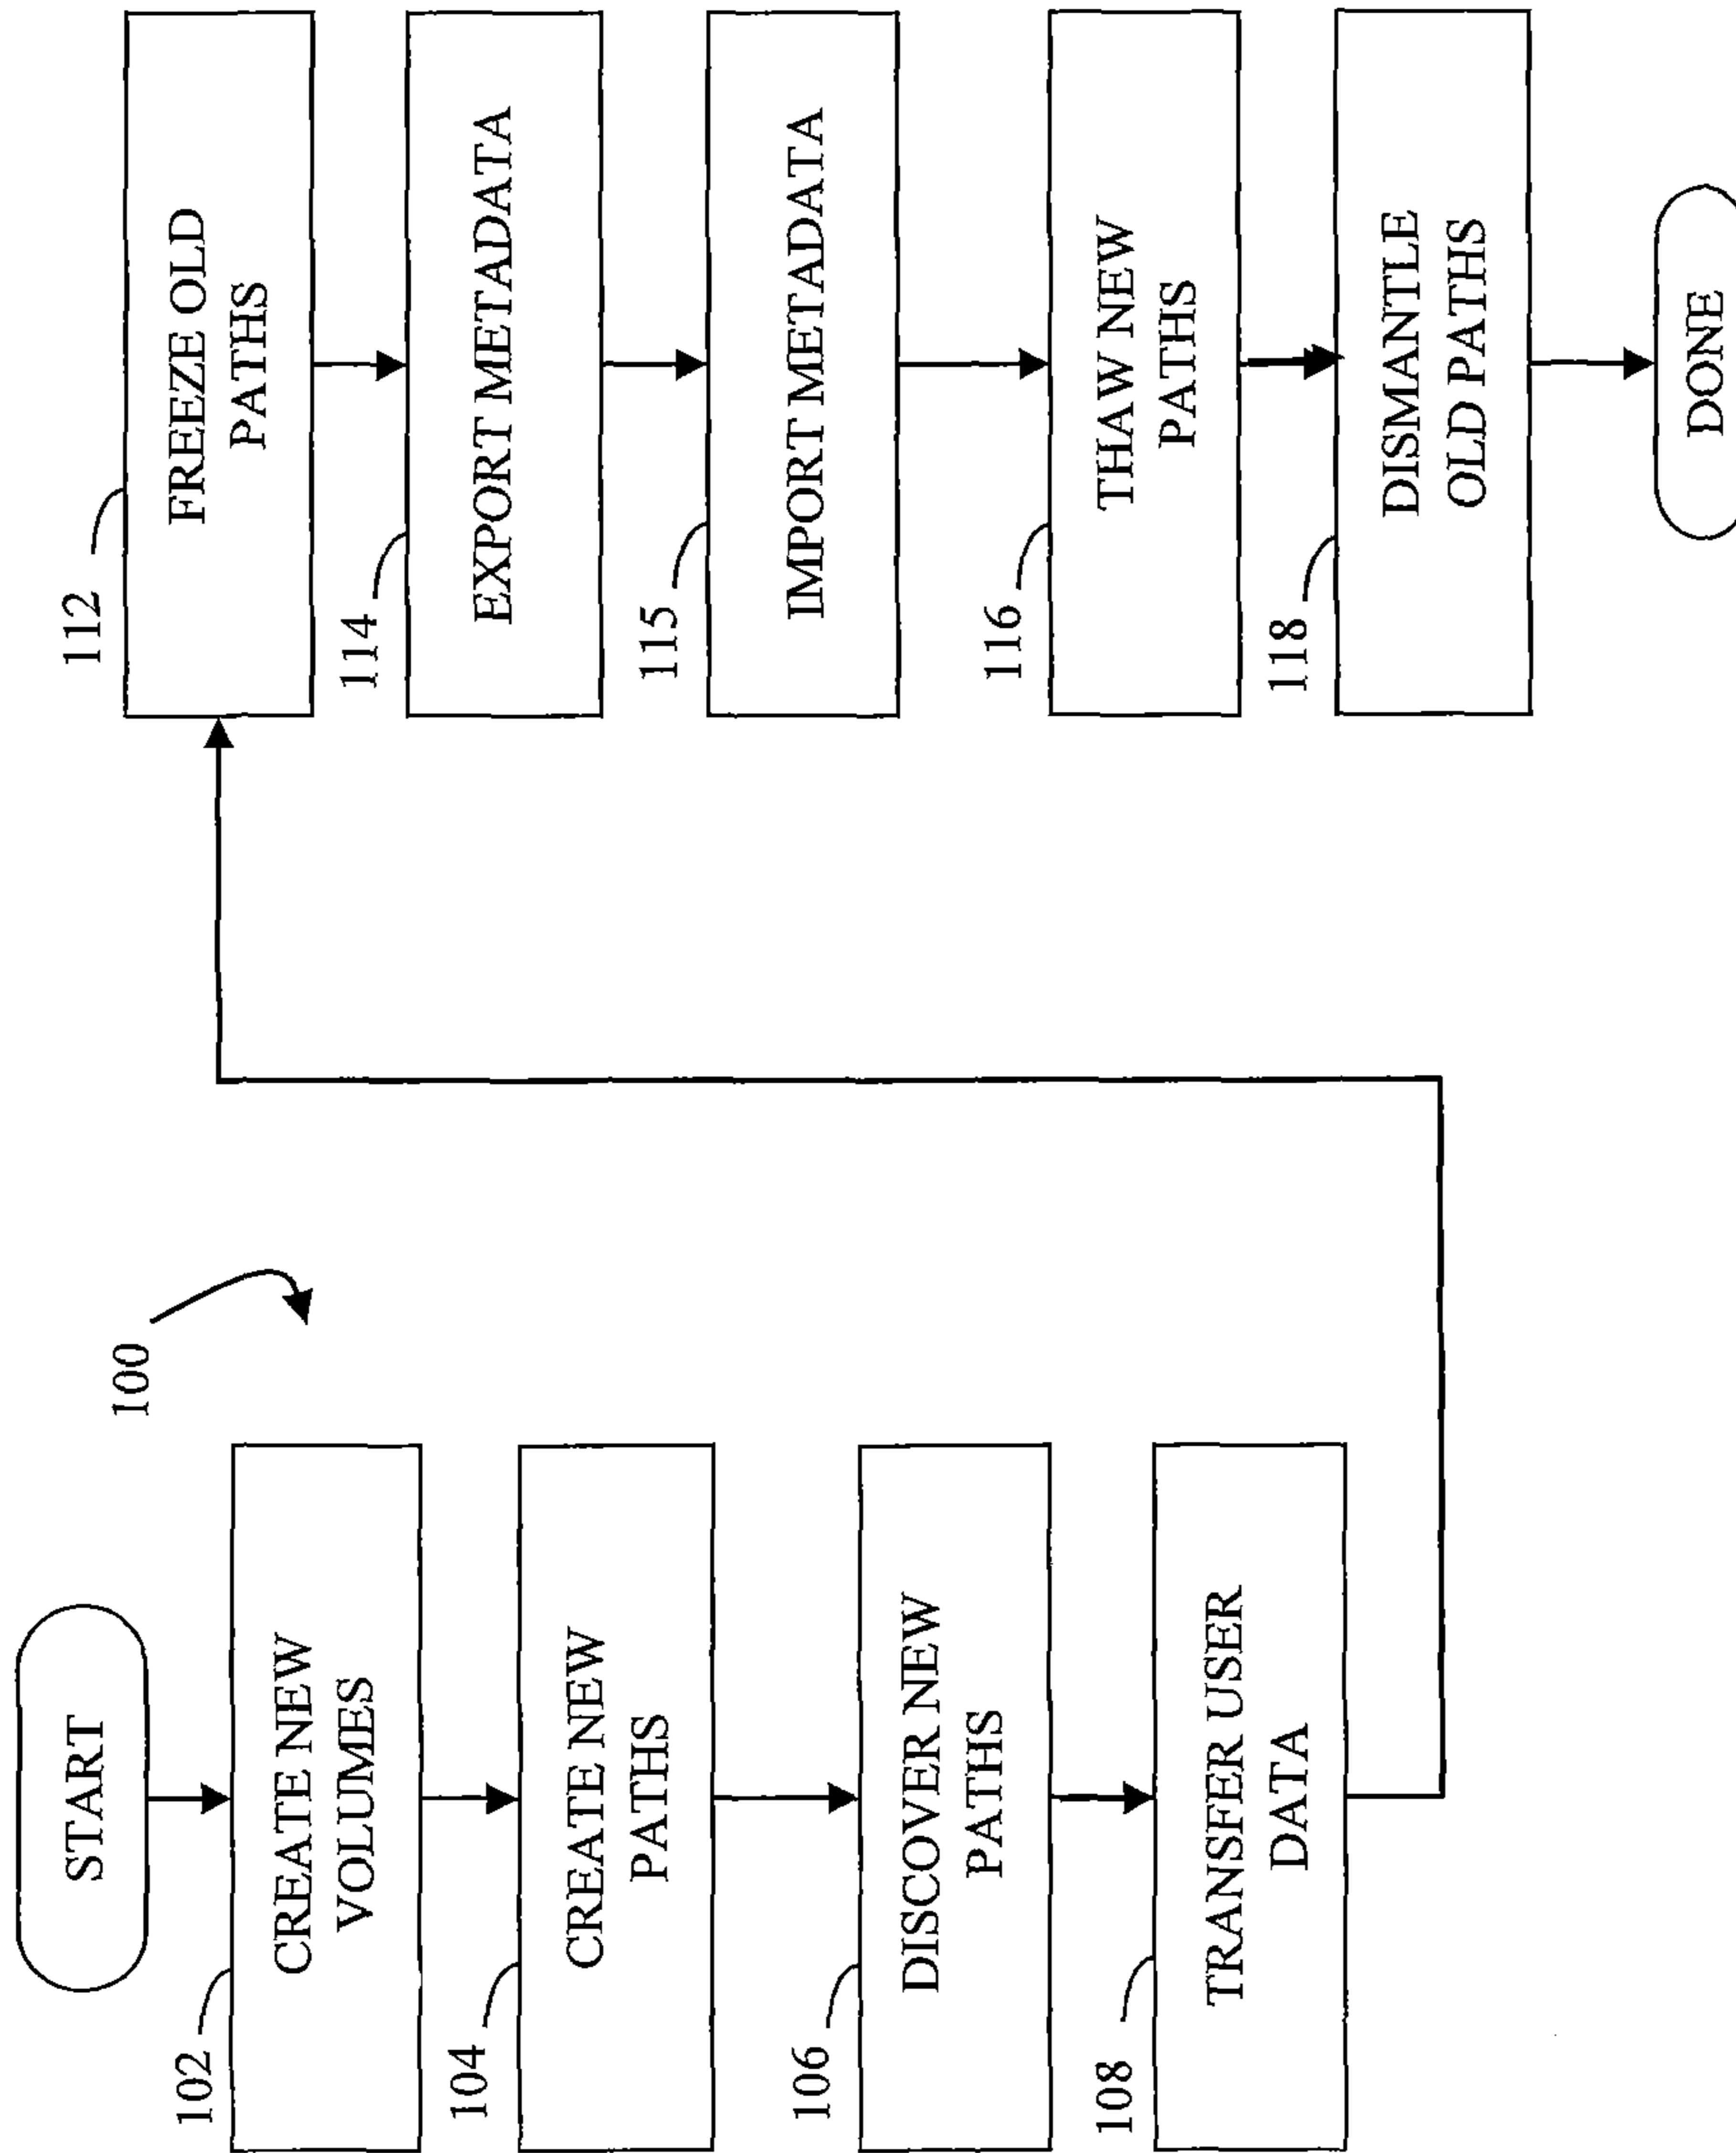 100
START
102
CREATE NEW
VOLUMES
104
CREATE NEW
PATHS
106
DISCOVER NEW
PATHS
108
TRANSFER USER
DATA
112
FREEZE OLD
PATHS
114
EXPORT METADATA
115
IMPORT METADATA
116
THAW NEW
PATHS
118
DISMANTLE
OLD PATHS
DONE